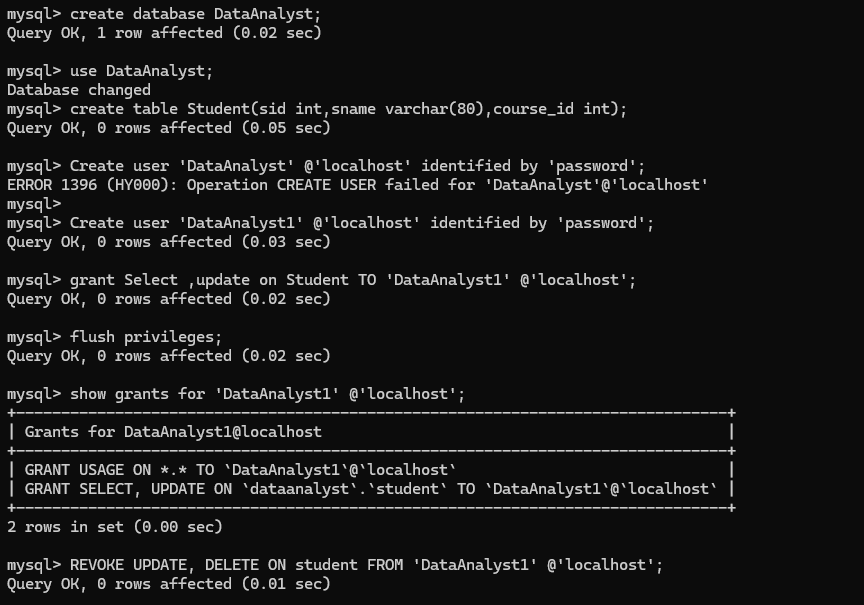 mysql> create database DataAnalyst;
Query OK, 1 row affected (0.02 sec)
mysql> use DataAnalyst;
Database changed
mysql> create table Student(sid int,sname varchar(80),course_id int);
Query OK, 0 rows affected (0.05 sec)
mysql> Create user 'DataAnalyst' @'localhost' identified by 'password';
ERROR 1396 (HY000): Operation CREATE USER failed for 'DataAnalyst'@'localhost'
mysql>
mysql> Create user 'DataAnalyst1' @'localhost' identified by 'password';
Query OK, 0 rows affected (0.03 sec)
mysql> grant Select ,update on Student TO 'DataAnalyst1' @'localhost';
Query OK, 0 rows affected (0.02 sec)
mysql> flush privileges;
Query OK, 0 rows affected (0.02 sec)
mysql> show grants for 'DataAnalyst1' @'localhost';
+------------------------------------------------------------------------------+
| Grants for DataAnalyst1@localhost                                            |
+------------------------------------------------------------------------------+
| GRANT USAGE ON *.* TO `DataAnalyst1`@`localhost`                             |
| GRANT SELECT, UPDATE ON `dataanalyst`.`student` TO `DataAnalyst1`@`localhost` |
+------------------------------------------------------------------------------+
2 rows in set (0.00 sec)
mysql> REVOKE UPDATE, DELETE ON student FROM 'DataAnalyst1' @'localhost';
Query OK, 0 rows affected (0.01 sec)